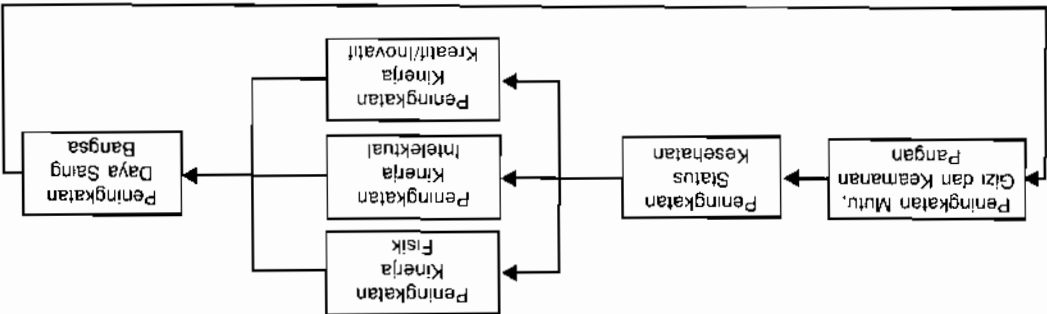 Peningkatan Mutu,
Gizi dan Keamanan
Pangan
Peningkatan
Status
Kesehatan
Peningkatan
Kinerja
Fisik
Peningkatan
Kinerja
Intelektual
Peningkatan
Kinerja
Kreatif/Inovatif
Peningkatan
Daya Saing
Bangsa